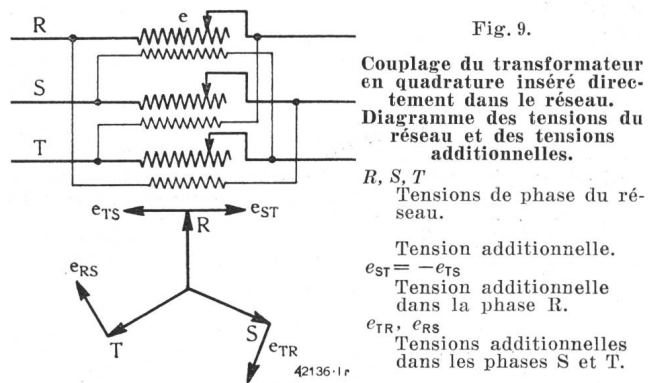 R
e
S
T
e_TS
e_ST
R
e_RS
T
S
e_TR
42136·Ir
Fig. 9.
Couplage du transformateur
en quadrature inséré direc-
tement dans le réseau.
Diagramme des tensions du
réseau et des tensions
additionnelles.
R, S, T
Tensions de phase du ré-
seau.
Tension additionnelle.
e_ST = −e_TS
Tension additionnelle
dans la phase R.
e_TR, e_RS
Tensions additionnelles
dans les phases S et T.